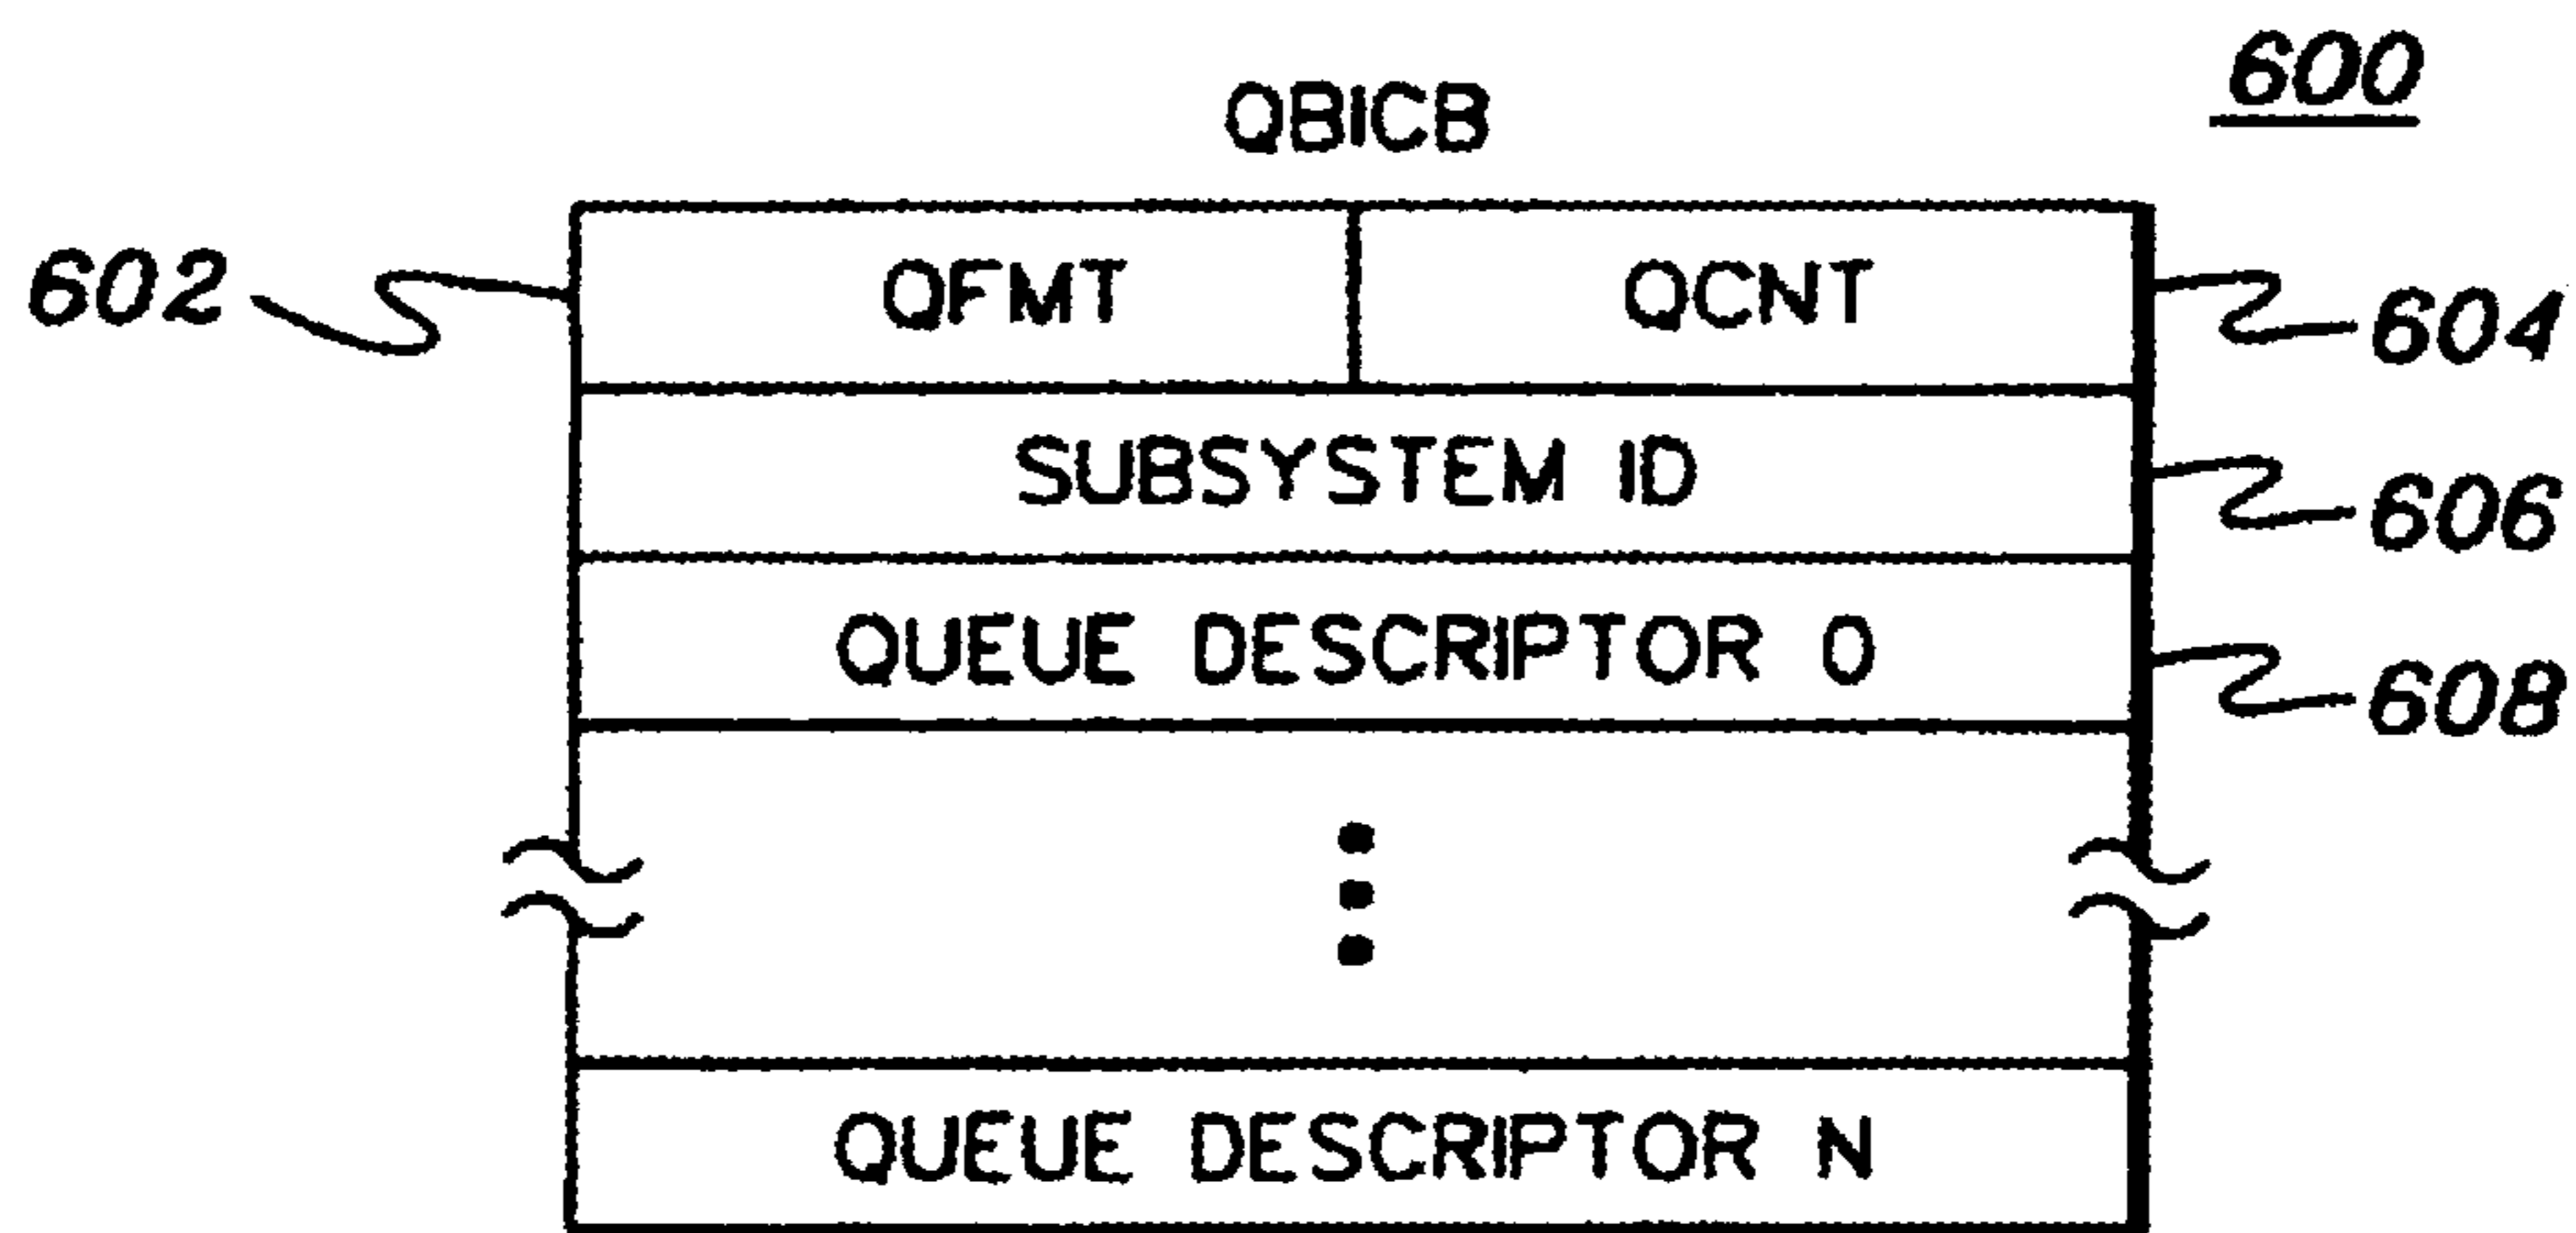 600
QBICB
602 QFMT QCNT 604
SUBSYSTEM ID 606
QUEUE DESCRIPTOR 0 608
QUEUE DESCRIPTOR N